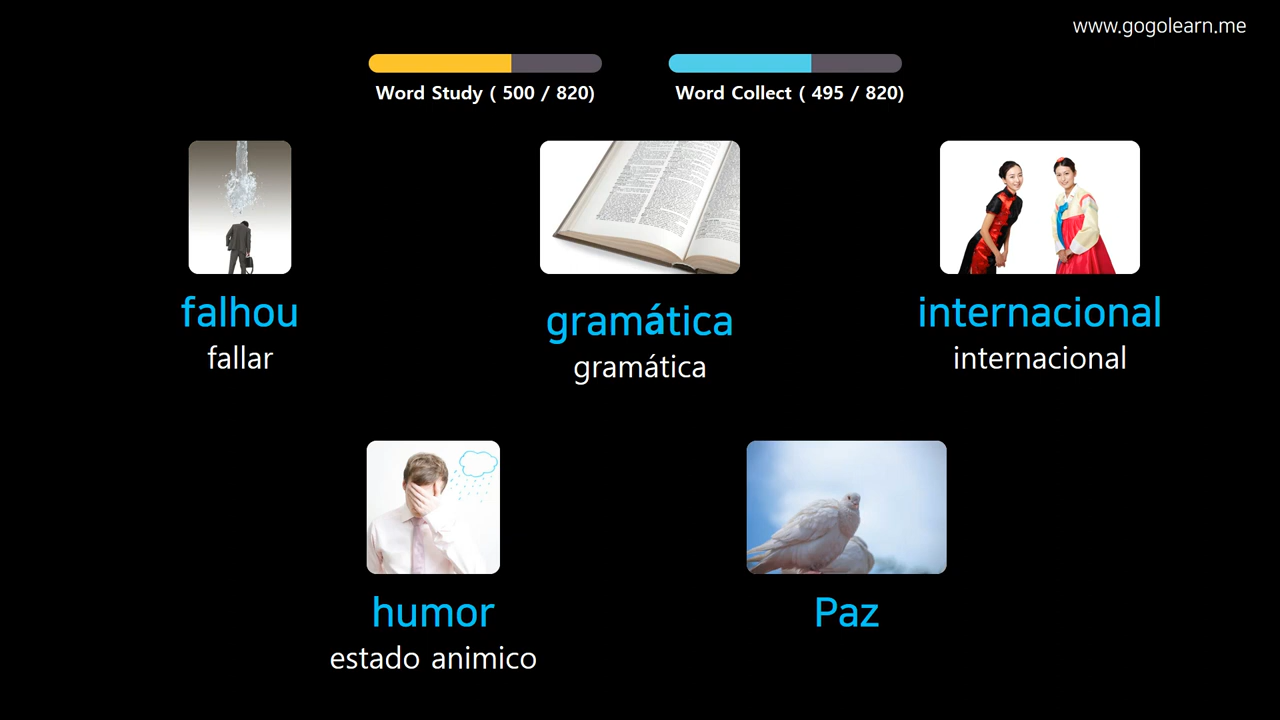 www.gogolearn.me
Word Study ( 500 / 820)
Word Collect ( 495 / 820)
falhou
fallar
gramática
gramática
internacional
internacional
humor
estado animico
Paz